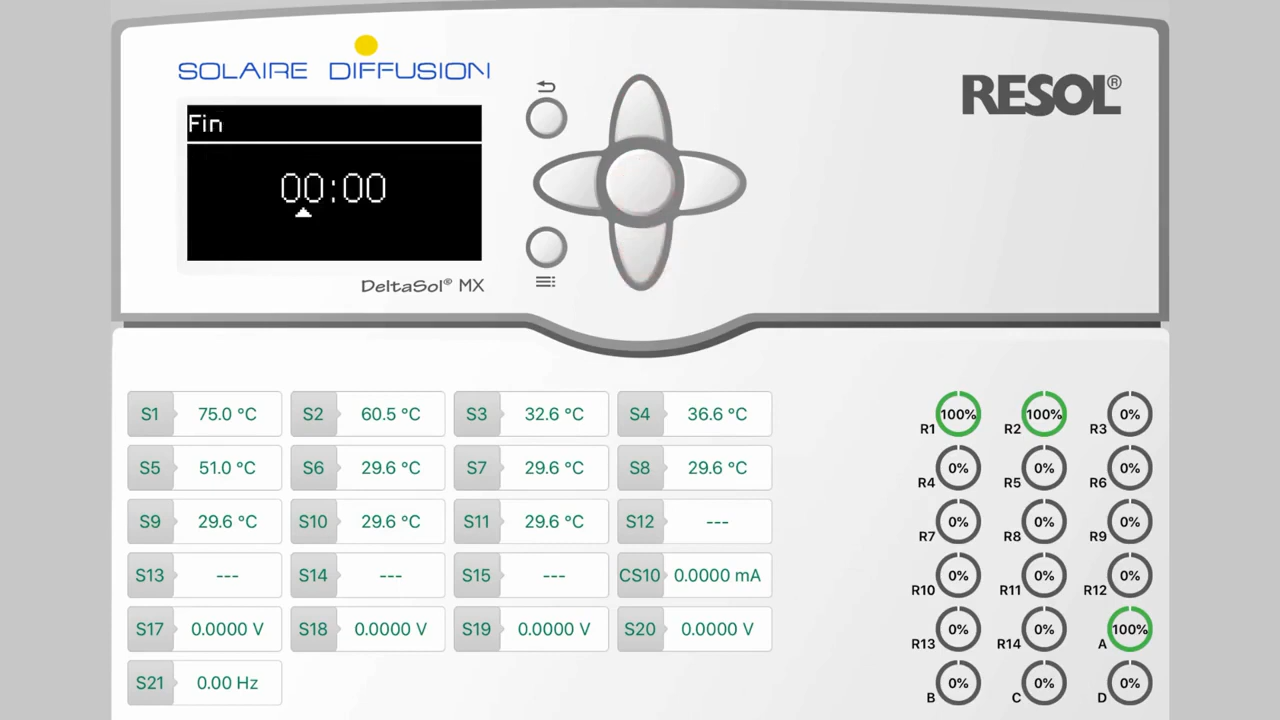 SOLAIRE DIFFUSION
RESOL®
Fin
00:00
DeltaSol® MX
S1 75.0 °C S2 60.5 °C S3 32.6 °C S4 36.6 °C
S5 51.0 °C S6 29.6 °C S7 29.6 °C S8 29.6 °C
S9 29.6 °C S10 29.6 °C S11 29.6 °C S12 ---
S13 --- S14 --- S15 --- CS10 0.0000 mA
S17 0.0000 V S18 0.0000 V S19 0.0000 V S20 0.0000 V
S21 0.00 Hz
R1 100% R2 100% R3 0%
R4 0% R5 0% R6 0%
R7 0% R8 0% R9 0%
R10 0% R11 0% R12 0%
R13 0% R14 0% A 100%
B 0% C 0% D 0%